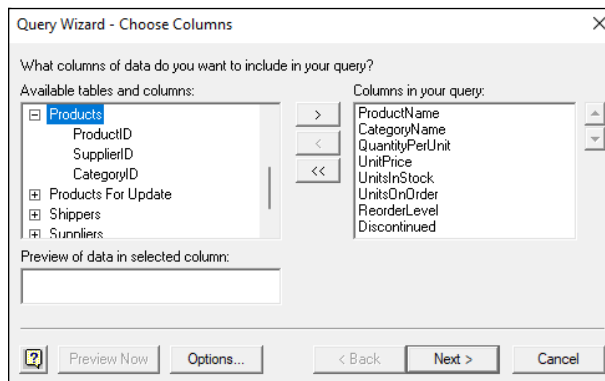 Query Wizard - Choose Columns
What columns of data do you want to include in your query?
Available tables and columns:
Products
ProductID
SupplierID
CategoryID
Products For Update
Shippers
Suppliers
>
<
<<
Columns in your query:
ProductName
CategoryName
QuantityPerUnit
UnitPrice
UnitsInStock
UnitsOnOrder
ReorderLevel
Discontinued
Preview of data in selected column:
? Preview Now Options... < Back Next > Cancel